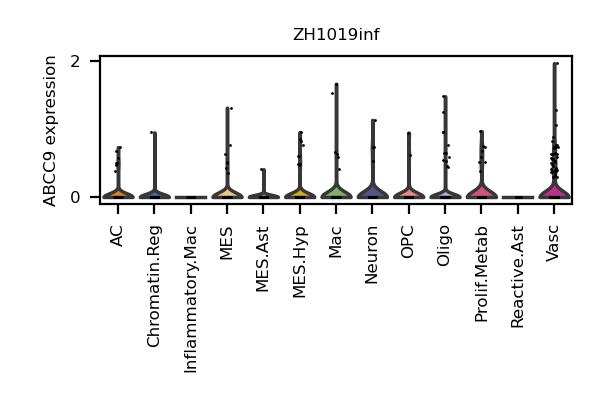 ZH1019inf
ABCC9 expression
2
0
AC
Chromatin.Reg
Inflammatory.Mac
MES
MES.Ast
MES.Hyp
Mac
Neuron
OPC
Oligo
Prolif.Metab
Reactive.Ast
Vasc